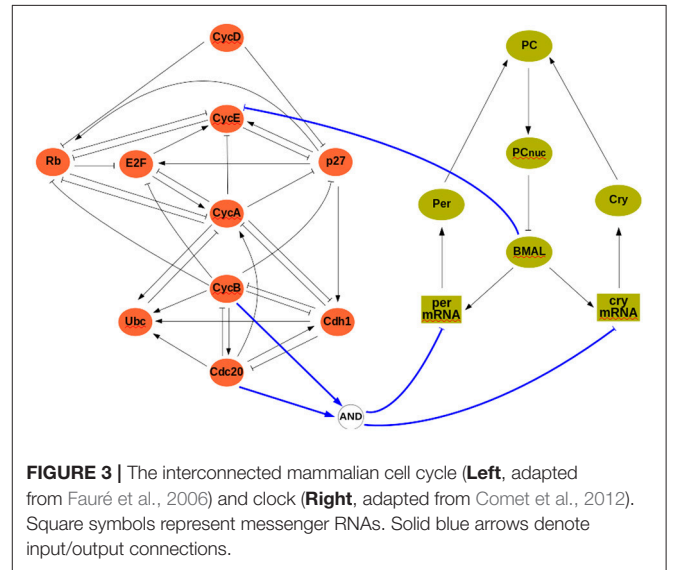 CycD
CycE
Rb
E2F
p27
CycA
CycB
Ubc
Cdh1
Cdc20
AND
PC
PCnuc
Per
Cry
BMAL
per
mRNA
cry
mRNA
FIGURE 3 | The interconnected mammalian cell cycle (Left, adapted
from Fauré et al., 2006) and clock (Right, adapted from Comet et al., 2012).
Square symbols represent messenger RNAs. Solid blue arrows denote
input/output connections.